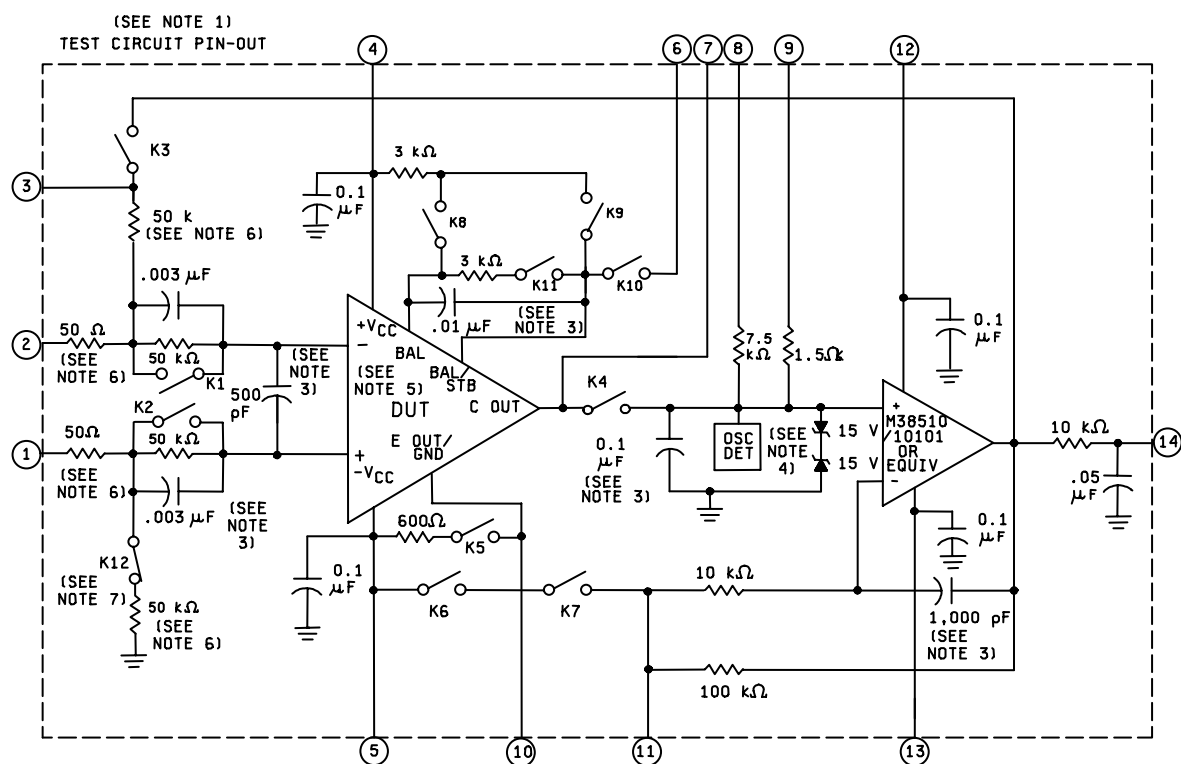 (SEE NOTE 1)
TEST CIRCUIT PIN-OUT
4
6
7
8
9
12
K3
3
50 k
(SEE NOTE 6)
.003 µF
3 kΩ
0.1
µF
K8
K9
3 kΩ
K11
K10
.01 µF
(SEE
NOTE 3)
2
50 Ω
(SEE
NOTE 6)
50 kΩ
K1
500
pF
(SEE
NOTE
3)
+VCC
−
BAL
BAL/
STB
(SEE
NOTE 5)
DUT
C OUT
E OUT/
GND
+
-VCC
K4
7.5
kΩ
1.5Ωk
0.1
µF
K2
1
50Ω
(SEE
NOTE 6)
50 kΩ
.003 µF
(SEE
NOTE
3)
0.1
µF
(SEE
NOTE 3)
OSC
DET
(SEE
NOTE
4)
15 V
15 V
+
M38510
/10101
OR
EQUIV
-
10 kΩ
14
.05
µF
0.1
µF
K12
(SEE
NOTE 7)
50 kΩ
(SEE
NOTE 6)
0.1
µF
600Ω
K5
K6
K7
10 kΩ
1,000 pF
(SEE
NOTE 3)
100 kΩ
5
10
11
13